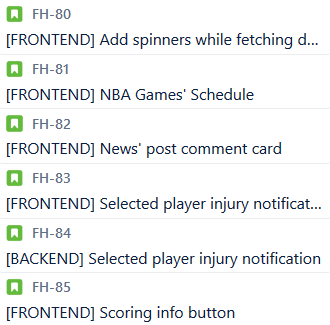 FH-80
[FRONTEND] Add spinners while fetching d...
FH-81
[FRONTEND] NBA Games' Schedule
FH-82
[FRONTEND] News' post comment card
FH-83
[FRONTEND] Selected player injury notificat...
FH-84
[BACKEND] Selected player injury notification
FH-85
[FRONTEND] Scoring info button